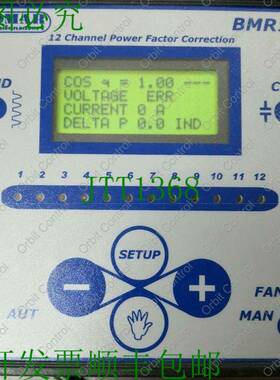 12 Channel Power Factor Correction
COS φ = 1.00 ---
VOLTAGE ERR
CURRENT 0 A
DELTA P 0.0 IND
1 2 3 4 5 6 7 8 9 10 11 12
JTT1368
SETUP
− +
AUT
FAN
MAN
开发票顺丰包邮
Orbit Control